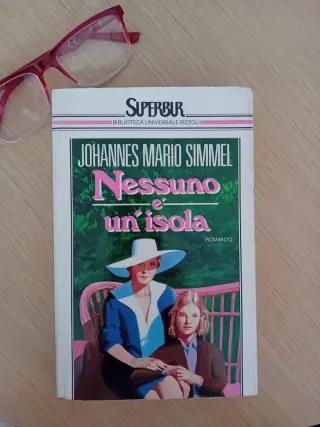 SUPERBUR
BIBLIOTECA UNIVERSALE RIZZOLI
JOHANNES MARIO SIMMEL
Nessuno
e'
un'isola
ROMANZO